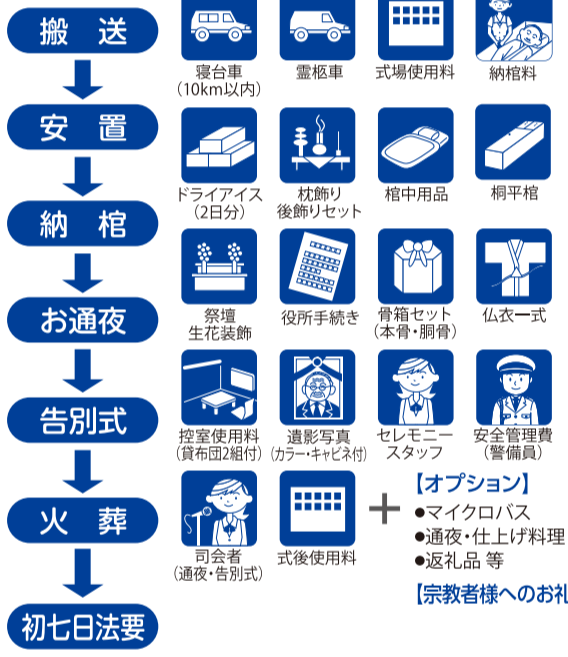 搬 送
安 置
納 棺
お通夜
告別式
火 葬
初七日法要
寝台車
（10km以内）
霊柩車
式場使用料
納棺料
ドライアイス
（2日分）
枕飾り
後飾りセット
棺中用品
桐平棺
祭壇
生花装飾
役所手続き
骨箱セット
（本骨・胴骨）
仏衣一式
控室使用料
（貸布団2組付）
遺影写真
（カラー・キャビネ付）
セレモニー
スタッフ
安全管理費
（警備員）
司会者
（通夜・告別式）
式後使用料
+
【オプション】
●マイクロバス
●通夜・仕上げ料理
●返礼品 等
【宗教者様へのお礼